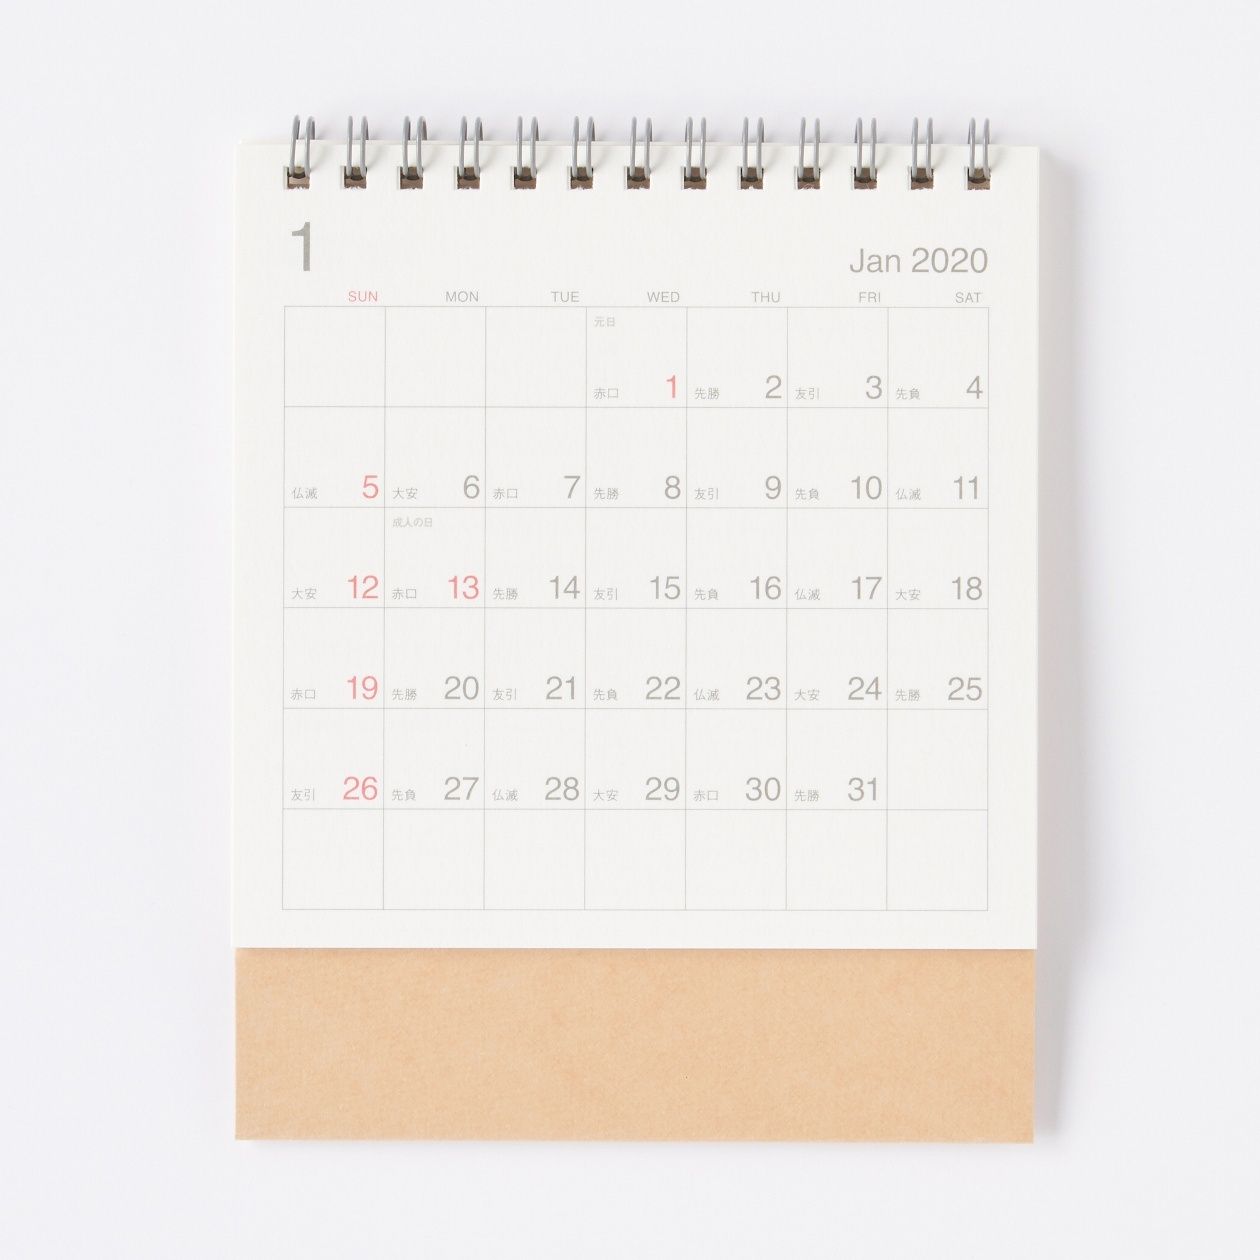 1
Jan 2020
SUN MON TUE WED THU FRI SAT
元日
赤口 1 先勝 2 友引 3 先負 4
仏滅 5 大安 6 赤口 7 先勝 8 友引 9 先負 10 仏滅 11
成人の日
大安 12 赤口 13 先勝 14 友引 15 先負 16 仏滅 17 大安 18
赤口 19 先勝 20 友引 21 先負 22 仏滅 23 大安 24 先勝 25
友引 26 先負 27 仏滅 28 大安 29 赤口 30 先勝 31